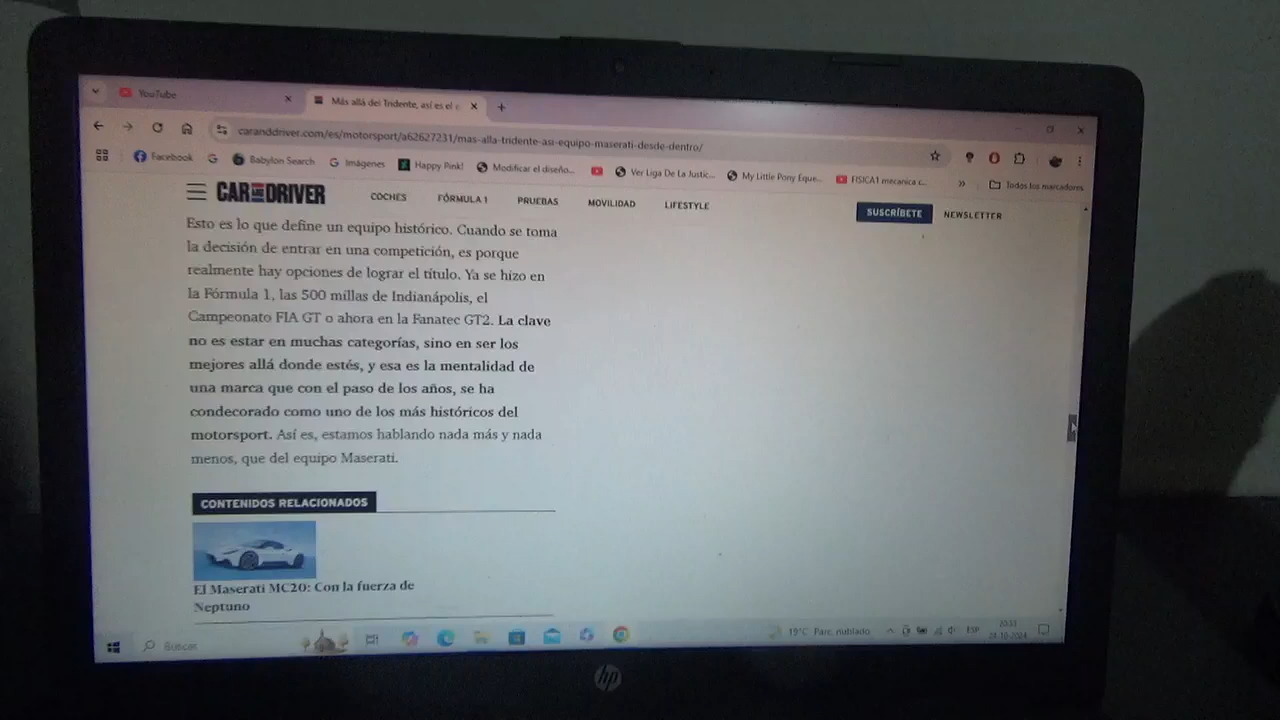 YouTube
Más allá del Tridente, así es el e
caranddriver.com/es/motorsport/a62627231/mas-alla-tridente-asi-equipo-maserati-desde-dentro/
Facebook
Babylon Search
Imágenes
Happy Pink!
Modificar el diseño...
Ver Liga De La Justic...
My Little Pony Eque...
FISICA1 mecanica c...
»
Todos los marcadores
CAR AND DRIVER
COCHES
FÓRMULA 1
PRUEBAS
MOVILIDAD
LIFESTYLE
SUSCRÍBETE
NEWSLETTER
Esto es lo que define un equipo histórico. Cuando se toma
la decisión de entrar en una competición, es porque
realmente hay opciones de lograr el título. Ya se hizo en
la Fórmula 1, las 500 millas de Indianápolis, el
Campeonato FIA GT o ahora en la Fanatec GT2. La clave
no es estar en muchas categorías, sino en ser los
mejores allá donde estés, y esa es la mentalidad de
una marca que con el paso de los años, se ha
condecorado como uno de los más históricos del
motorsport. Así es, estamos hablando nada más y nada
menos, que del equipo Maserati.
CONTENIDOS RELACIONADOS
El Maserati MC20: Con la fuerza de
Neptuno
Buscar
19°C Parc. nublado
ESP
28-10-2024
hp